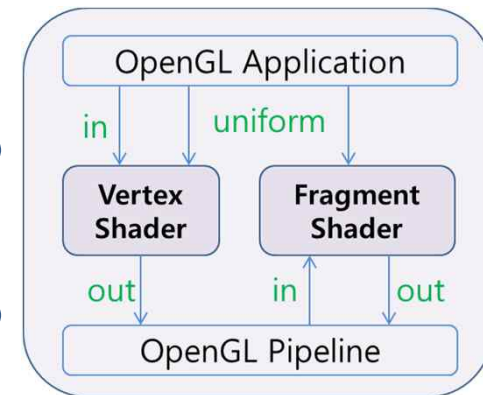 OpenGL Application
in
uniform
Vertex
Shader
Fragment
Shader
out
in
out
OpenGL Pipeline